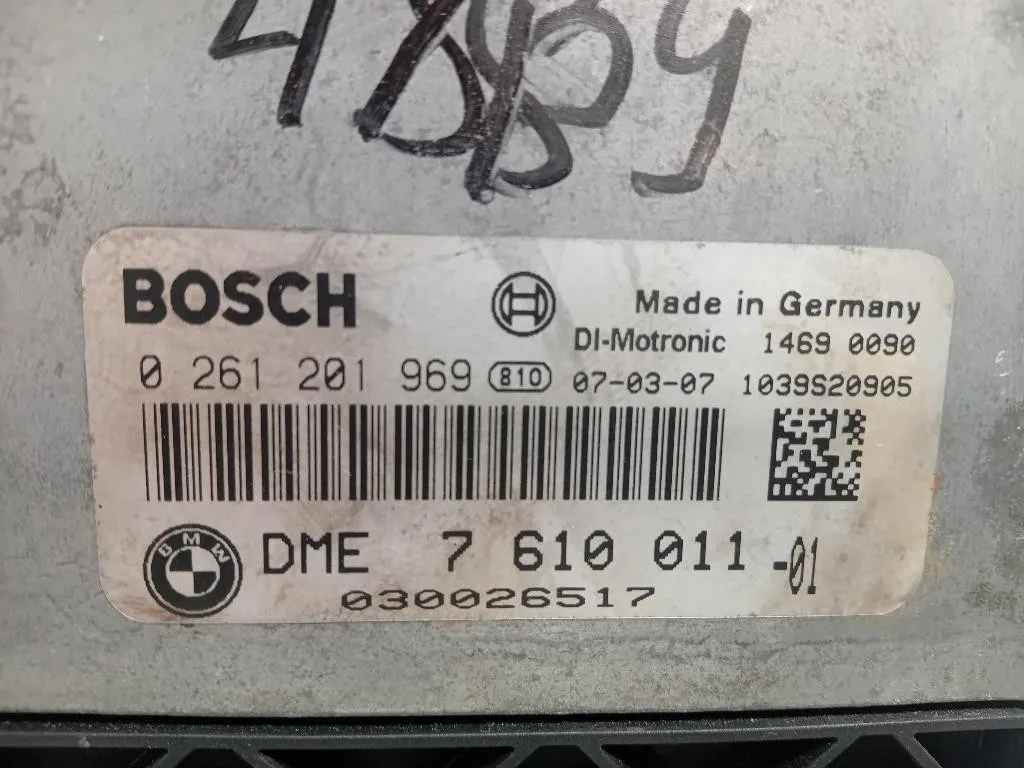 BOSCH
Made in Germany
DI-Motronic 1469 0090
0 261 201 969 810 07-03-07 1039S20905
BMW
DME 7 610 011 -01
030026517